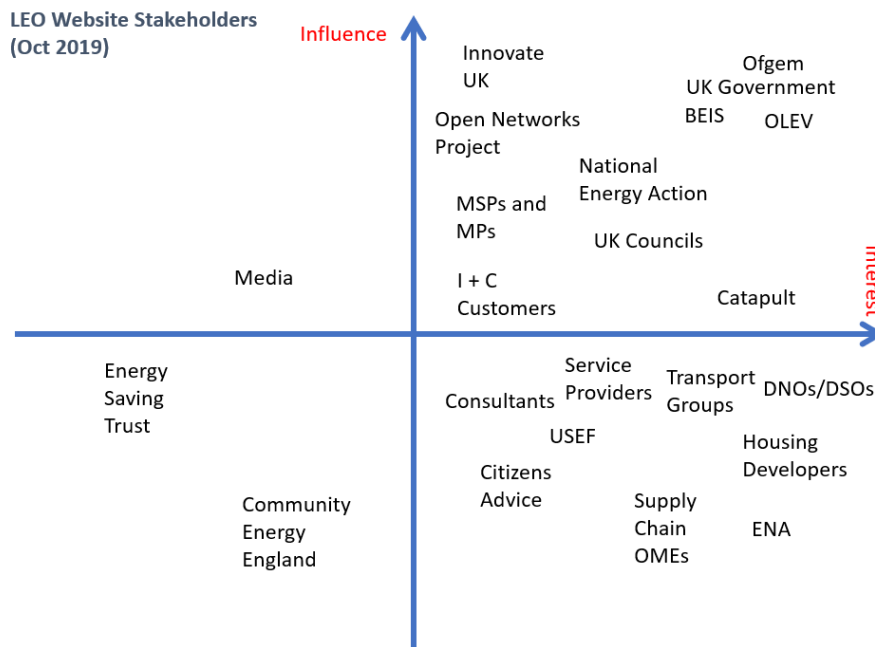 LEO Website Stakeholders
(Oct 2019)
Influence
Innovate
UK
Ofgem
UK Government
BEIS
OLEV
Open Networks
Project
National
Energy Action
MSPs and
MPs
UK Councils
Interest
Media
I + C
Customers
Catapult
Energy
Saving
Trust
Service
Providers
Transport
Groups
DNOs/DSOs
Consultants
USEF
Housing
Developers
Citizens
Advice
Supply
Chain
OMEs
ENA
Community
Energy
England